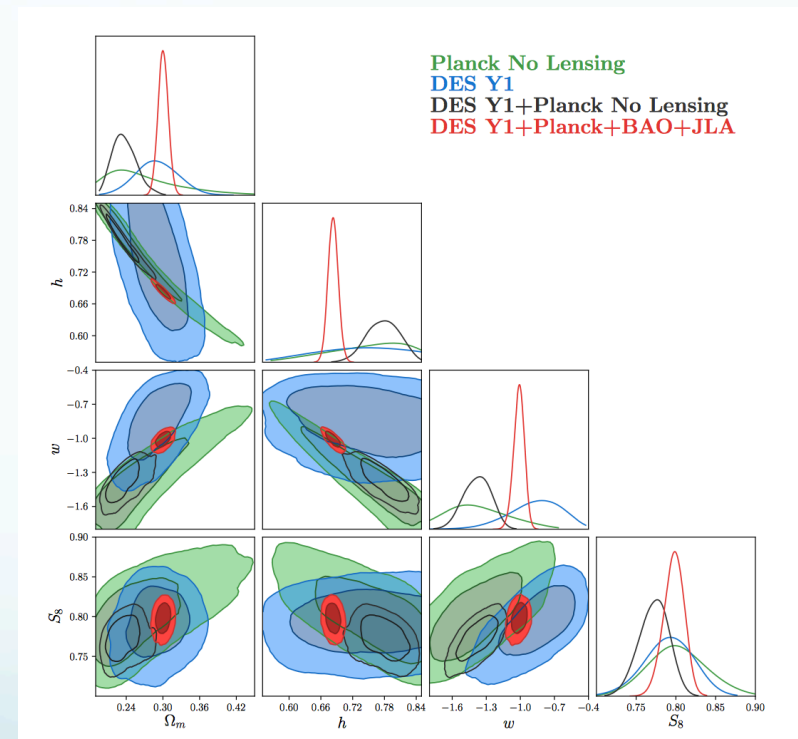 Planck No Lensing
DES Y1
DES Y1+Planck No Lensing
DES Y1+Planck+BAO+JLA
0.84
0.78
0.72
0.66
0.60
h
−0.4
−0.7
−1.0
−1.3
−1.6
w
0.90
0.85
0.80
0.75
S8
0.24 0.30 0.36 0.42 0.60 0.66 0.72 0.78 0.84 −1.6 −1.3 −1.0 −0.7 −0.4 0.75 0.80 0.85 0.90
Ωm h w S8